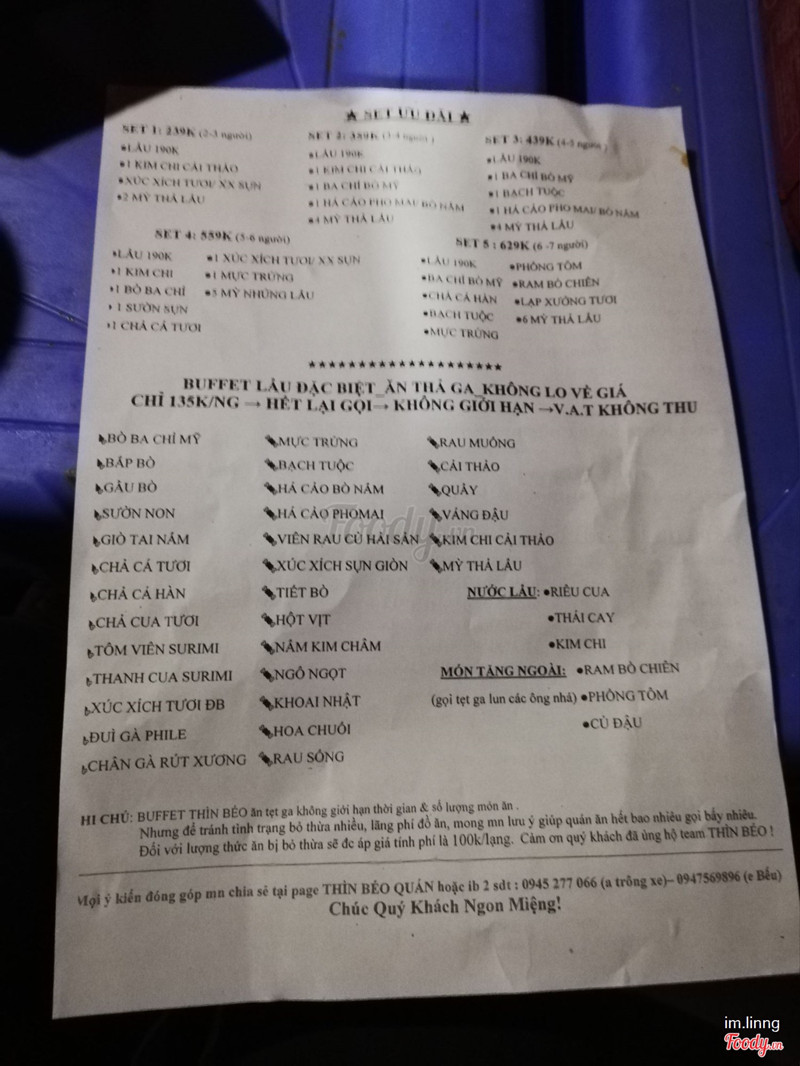 ★ SET ƯU ĐÃI ★
SET 1: 239K (2-3 người)
●LẨU 190K
●1 KIM CHI CẢI THẢO
●XÚC XÍCH TƯƠI/ XX SỤN
●2 MỲ THẢ LẨU
SET 2: 389K (3-4 người)
●LẨU 190K
●1 KIM CHI CẢI THẢO
●1 BA CHỈ BÒ MỸ
●1 HÁ CẢO PHO MAI/ BÒ NẤM
●4 MỲ THẢ LẨU
SET 3: 439K (4-5 người)
●LẨU 190K
●1 BA CHỈ BÒ MỸ
●1 BẠCH TUỘC
●1 HÁ CẢO PHO MAI/ BÒ NẤM
●4 MỲ THẢ LẨU
SET 4: 559K (5-6 người)
●LẨU 190K
●1 KIM CHI
●1 BÒ BA CHỈ
●1 SƯỜN SỤN
●1 CHẢ CÁ TƯƠI
●1 XÚC XÍCH TƯƠI/ XX SỤN
●1 MỰC TRỨNG
●5 MỲ NHÚNG LẨU
SET 5 : 629K (6 -7 người)
●LẨU 190K
●BA CHỈ BÒ MỸ
●CHẢ CÁ HÀN
●BẠCH TUỘC
●MỰC TRỨNG
●PHỒNG TÔM
●RAM BÒ CHIÊN
●LẠP XƯỞNG TƯƠI
●6 MỲ THẢ LẨU
★★★★★★★★★★★★★★★★★★★★
BUFFET LẨU ĐẶC BIỆT_ĂN THẢ GA_KHÔNG LO VỀ GIÁ
CHỈ 135K/NG → HẾT LẠI GỌI→ KHÔNG GIỚI HẠN →V.A.T KHÔNG THU
BÒ BA CHỈ MỸ
BẮP BÒ
GẦU BÒ
SƯỜN NON
GIÒ TAI NẤM
CHẢ CÁ TƯƠI
CHẢ CÁ HÀN
CHẢ CUA TƯƠI
TÔM VIÊN SURIMI
THANH CUA SURIMI
XÚC XÍCH TƯƠI ĐB
ĐUÌ GÀ PHILE
CHÂN GÀ RÚT XƯƠNG
MỰC TRỨNG
BẠCH TUỘC
HÁ CẢO BÒ NẤM
HÁ CẢO PHOMAI
VIÊN RAU CỦ HẢI SẢN
XÚC XÍCH SỤN GIÒN
TIẾT BÒ
HỘT VỊT
NẤM KIM CHÂM
NGÔ NGỌT
KHOAI NHẬT
HOA CHUỐI
RAU SỐNG
RAU MUỐNG
CẢI THẢO
QUẨY
VÁNG ĐẬU
KIM CHI CẢI THẢO
MỲ THẢ LẨU
NƯỚC LẨU: ●RIÊU CUA
●THÁI CAY
●KIM CHI
MÓN TẶNG NGOÀI: ●RAM BÒ CHIÊN
(gọi tẹt ga lun các ông nhá) ●PHỒNG TÔM
●CỦ ĐẬU
HI CHÚ: BUFFET THÌN BÉO ăn tẹt ga không giới hạn thời gian & số lượng món ăn .
Nhưng để tránh tình trạng bỏ thừa nhiều, lãng phí đồ ăn, mong mn lưu ý giúp quán ăn hết bao nhiêu gọi bấy nhiêu.
Đối với lượng thức ăn bị bỏ thừa sẽ đc áp giá tính phí là 100k/lạng. Cảm ơn quý khách đã ủng hộ team THÌN BÉO !
Mọi ý kiến đóng góp mn chia sẻ tại page THÌN BÉO QUÁN hoặc ib 2 sdt : 0945 277 066 (a trông xe)– 0947569896 (e Bếu)
Chúc Quý Khách Ngon Miệng!
Foody.vn
im.linng
Foody.vn